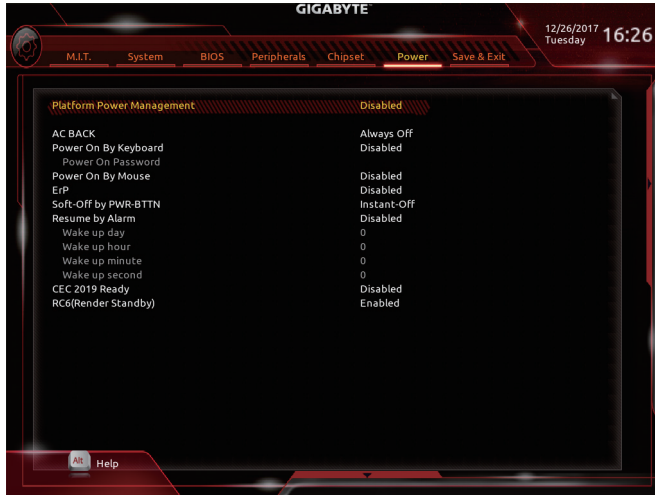 GIGABYTE™
12/26/2017
Tuesday
16:26
M.I.T. System BIOS Peripherals Chipset Power Save & Exit
Platform Power Management Disabled
AC BACK Always Off
Power On By Keyboard Disabled
Power On Password
Power On By Mouse Disabled
ErP Disabled
Soft-Off by PWR-BTTN Instant-Off
Resume by Alarm Disabled
Wake up day 0
Wake up hour 0
Wake up minute 0
Wake up second 0
CEC 2019 Ready Disabled
RC6(Render Standby) Enabled
Alt Help